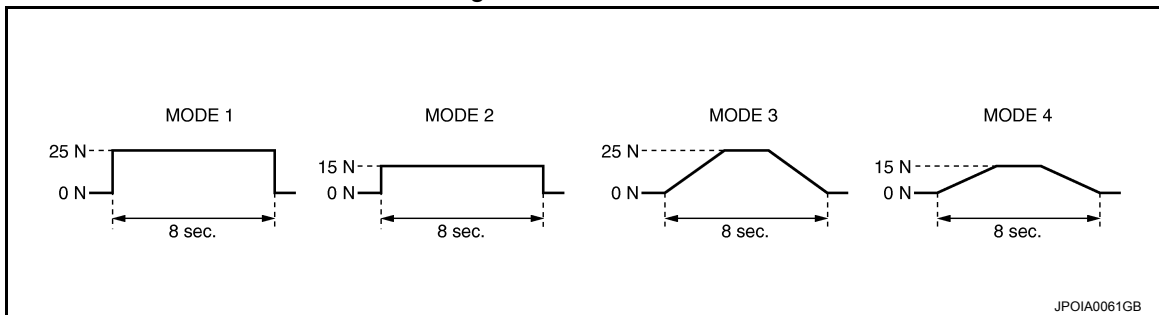 MODE 1
MODE 2
MODE 3
MODE 4
25 N
0 N
8 sec.
15 N
0 N
8 sec.
25 N
0 N
8 sec.
15 N
0 N
8 sec.
JPOIA0061GB